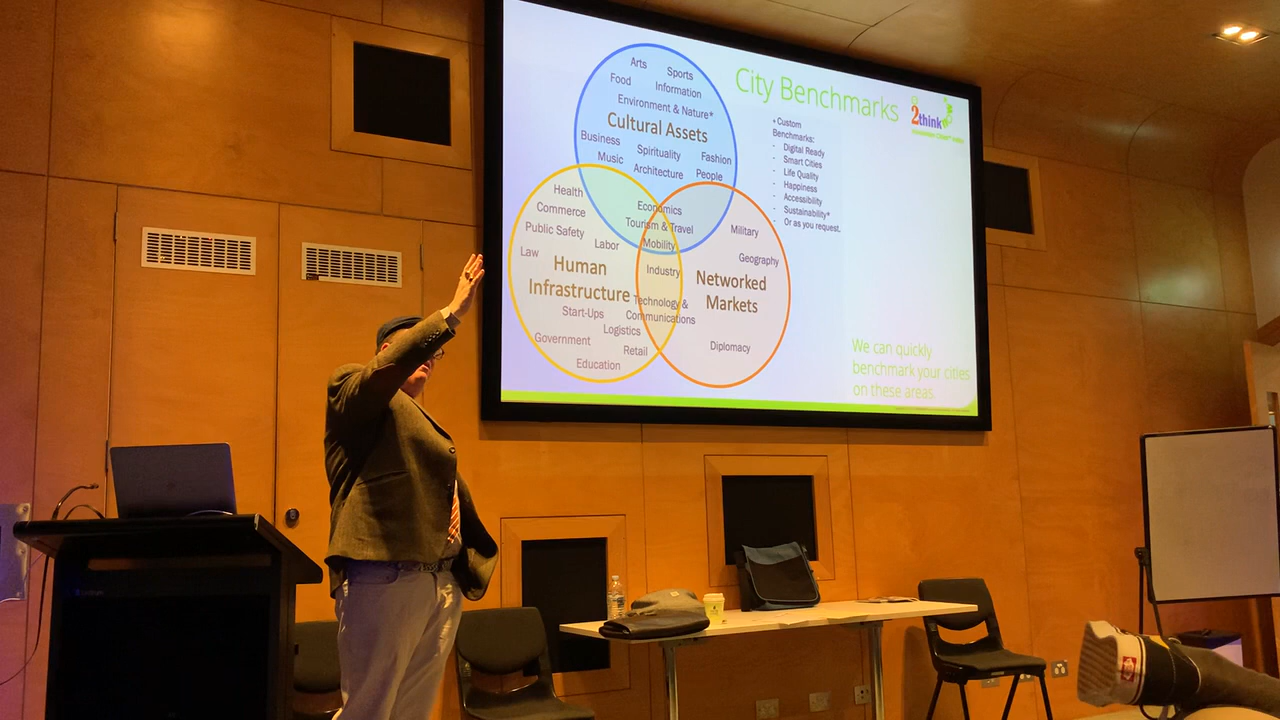 City Benchmarks
2think
Arts
Sports
Food
Information
Environment & Nature*
Cultural Assets
Business
Spirituality
Fashion
Music
Architecture
People
Health
Economics
Commerce
Tourism & Travel
Public Safety
Labor
Mobility
Law
Human
Infrastructure
Industry
Technology &
Communications
Start-Ups
Logistics
Government
Retail
Education
Military
Geography
Networked
Markets
Diplomacy
* Custom
Benchmarks:
- Digital Ready
- Smart Cities
- Life Quality
- Happiness
- Accessibility
- Sustainability*
- Or as you request.
We can quickly
benchmark your cities
on these areas